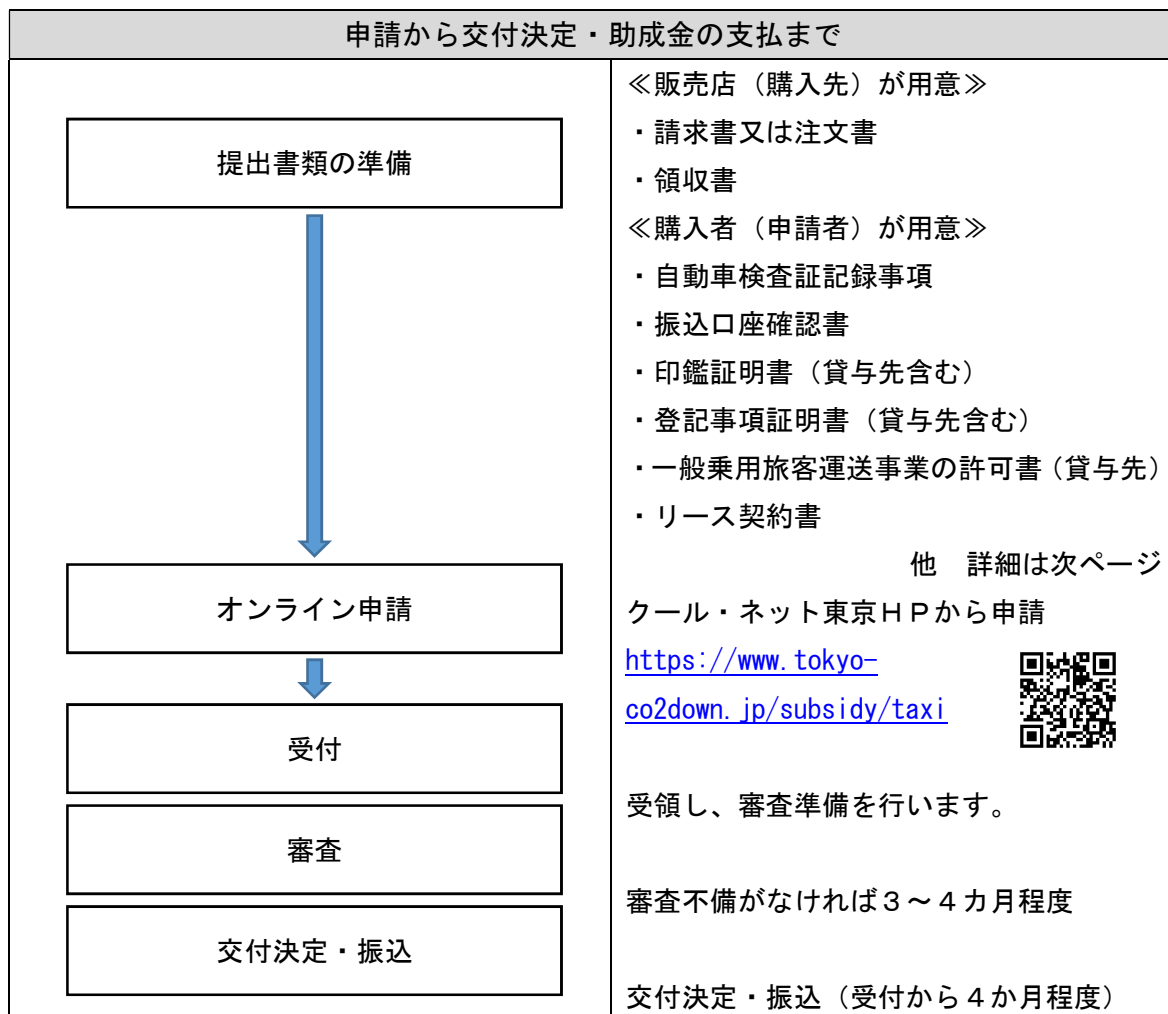 申請から交付決定・助成金の支払まで
提出書類の準備
≪販売店（購入先）が用意≫
・請求書又は注文書
・領収書
≪購入者（申請者）が用意≫
・自動車検査証記録事項
・振込口座確認書
・印鑑証明書（貸与先含む）
・登記事項証明書（貸与先含む）
・一般乗用旅客運送事業の許可書（貸与先）
・リース契約書
他　詳細は次ページ
オンライン申請
クール・ネット東京ＨＰから申請
https://www.tokyo-
co2down.jp/subsidy/taxi
受付
受領し、審査準備を行います。
審査
審査不備がなければ３～４カ月程度
交付決定・振込
交付決定・振込（受付から４か月程度）